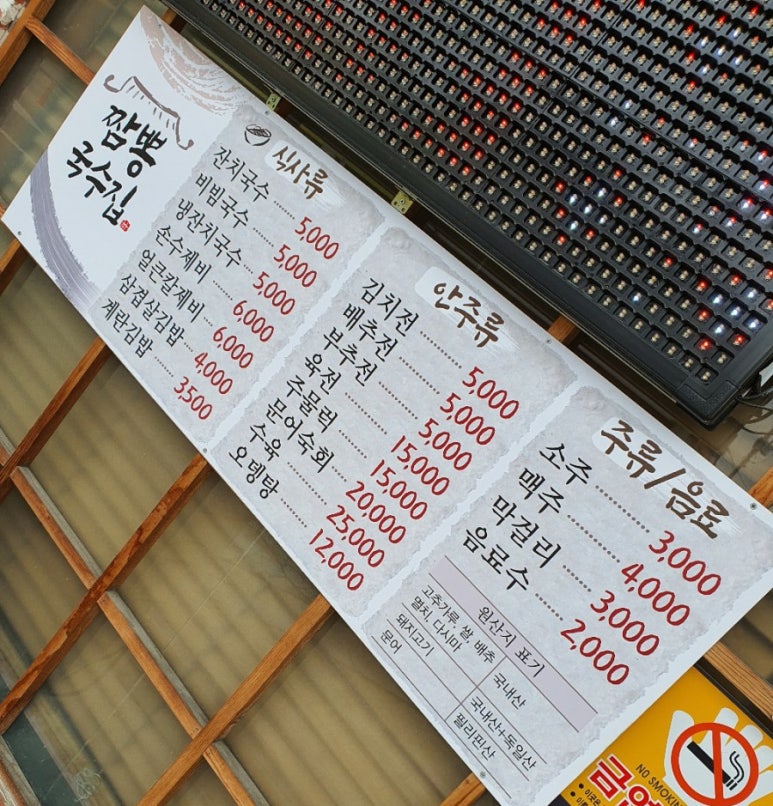 짬뽕
국수집
식사류
잔치국수 ...... 5,000
비빔국수 ...... 5,000
냉잔치국수 ... 5,000
손수제비 ...... 6,000
얼큰칼제비 ... 6,000
삼겹살김밥 ... 4,000
계란김밥 ...... 3,500
안주류
김치전 ......... 5,000
배추전 ......... 5,000
부추전 ......... 5,000
육전 ............ 15,000
주물럭 ......... 15,000
문어숙회 ...... 20,000
수육 ............ 25,000
오뎅탕 ......... 12,000
주류/음료
소주 ............ 3,000
맥주 ............ 4,000
막걸리 ......... 3,000
음료수 ......... 2,000
원산지 표기
고추가루, 쌀, 배추
멸치, 다시마
국내산
돼지고기
국내산+독일산
문어
필리핀산
NO SMOKING